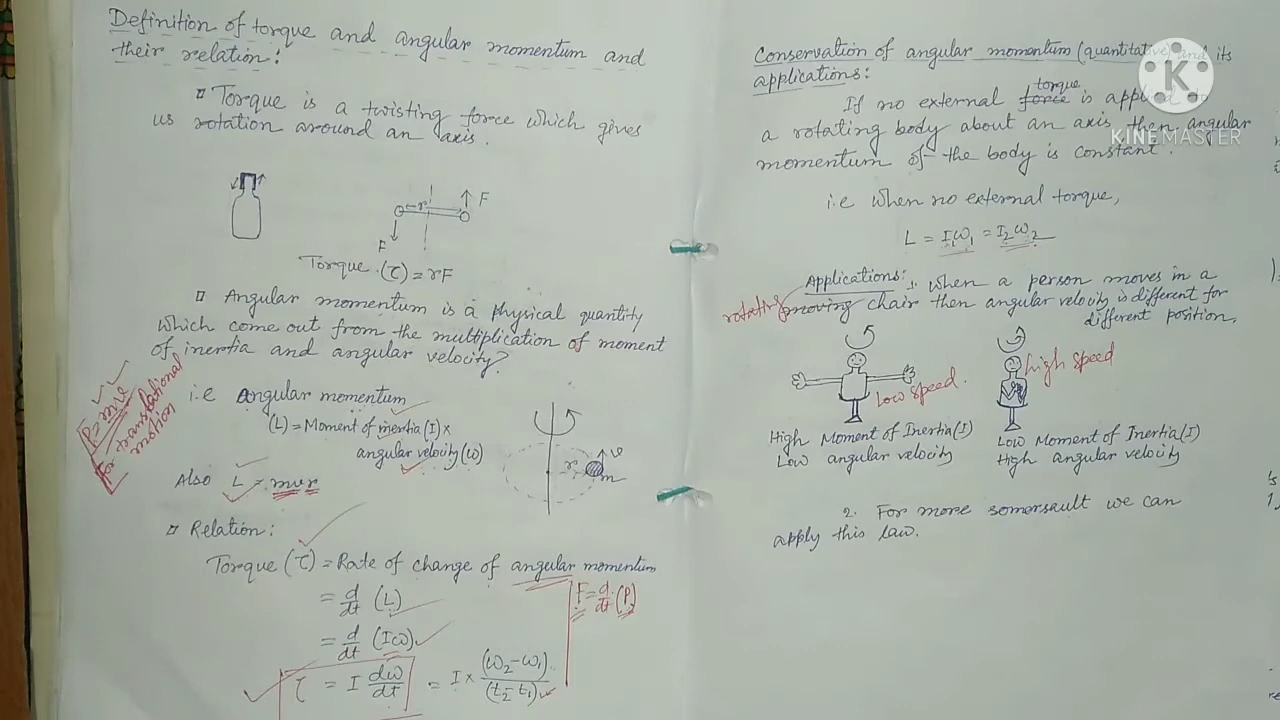 Definition of torque and angular momentum and
their relation:
Torque is a twisting force which gives
us rotation around an axis.
r
F
F
Torque (τ) = rF
Angular momentum is a physical quantity
which come out from the multiplication of moment
of inertia and angular velocity?
i.e angular momentum
(L) = Moment of inertia (I) x
angular velocity (ω)
Also L = mvr
P = mv
for translational
motion
r
v
m
Relation:
Torque (τ) = Rate of change of angular momentum
= d/dt (L)
= d/dt (Iω)
τ = I dω/dt = I x (ω2-ω1)/(t2-t1)
F = d/dt (P)
Conservation of angular momentum (quantitative) and its
applications:
torque
If no external force is applied to
a rotating body about an axis then angular
momentum of the body is constant.
i.e when no external torque,
L = I1ω1 = I2ω2
Applications: 1. when a person moves in a
rotating moving chair then angular velocity is different for
different position,
Low speed.
high speed
High Moment of Inertia(I)
Low angular velocity
Low Moment of Inertia(I)
High angular velocity
2. For more somersault we can
apply this law.
K
KINEMASTER